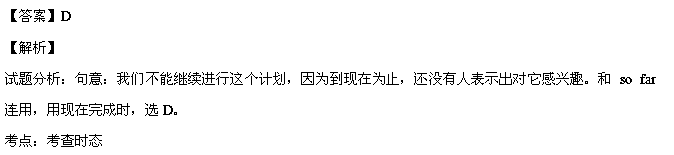 【答案】D
【解析】
试题分析：句意：我们不能继续进行这个计划，因为到现在为止，还没有人表示出对它感兴趣。和 so far
连用，用现在完成时，选 D。
考点：考查时态